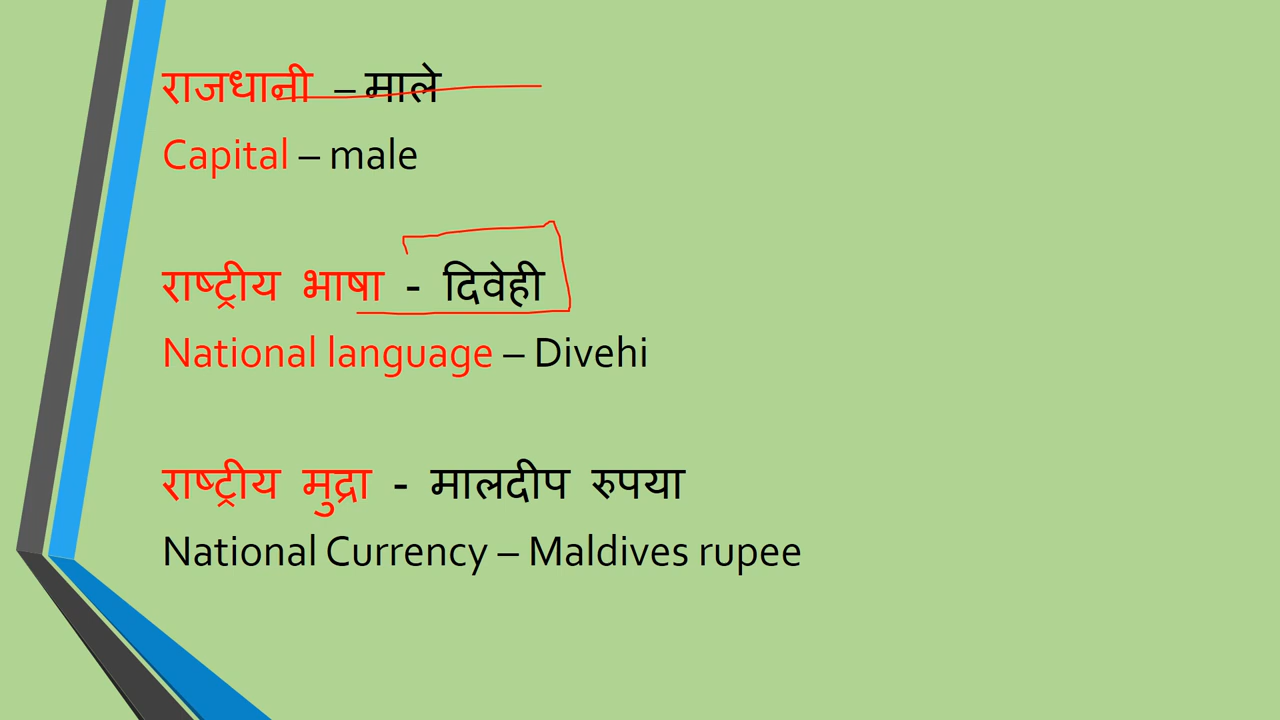 राजधानी – माले
Capital – male
राष्ट्रीय भाषा - दिवेही
National language – Divehi
राष्ट्रीय मुद्रा - मालदीप रुपया
National Currency – Maldives rupee